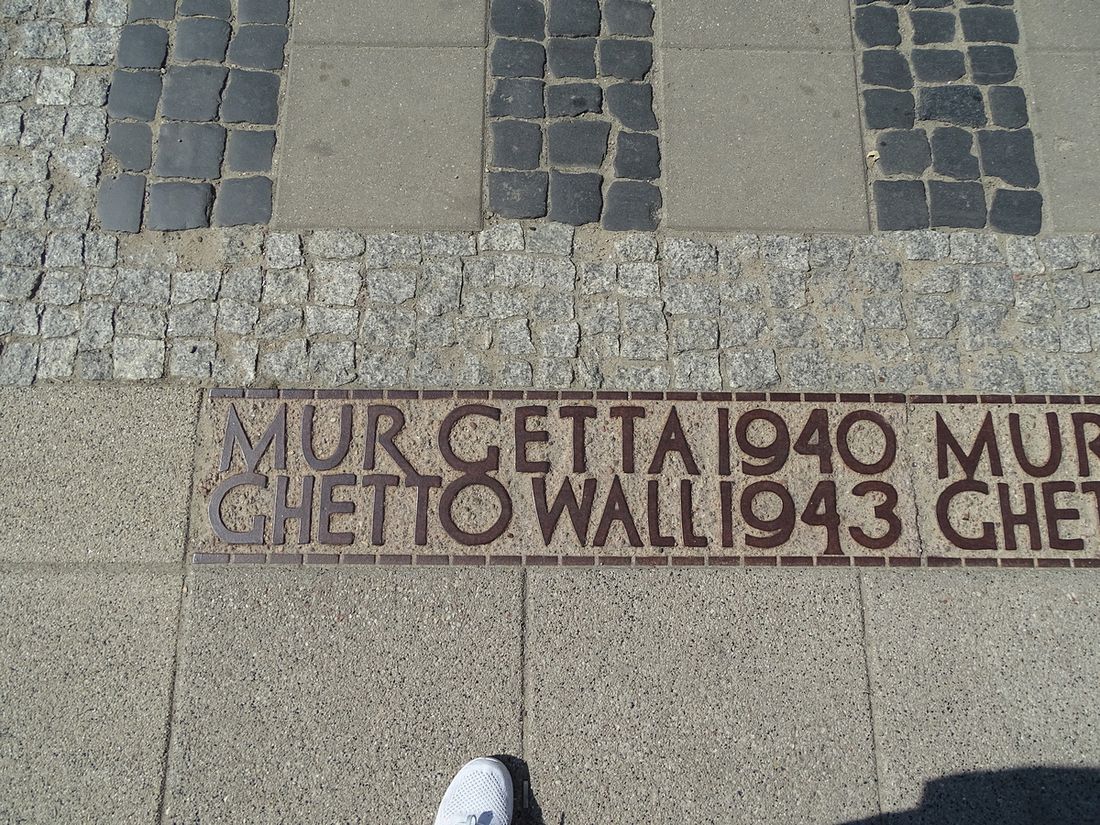 MUR GETTA 1940 MUR
GHETTO WALL 1943 GHET